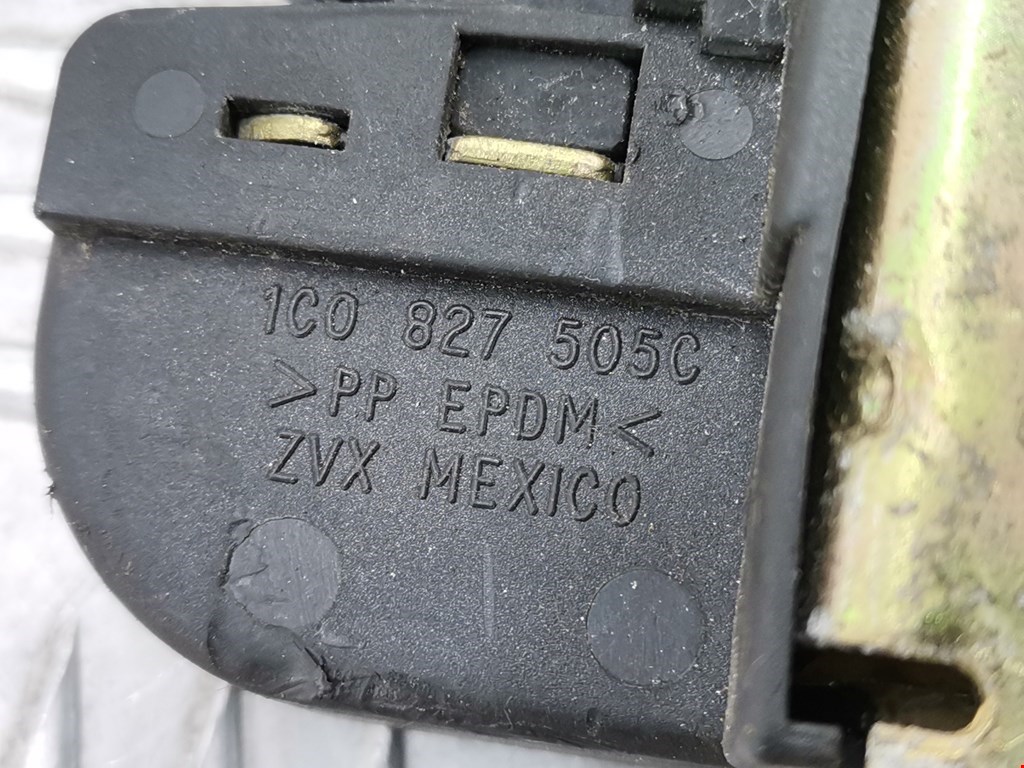 1C0 827 505C
>PP EPDM<
ZVX MEXICO